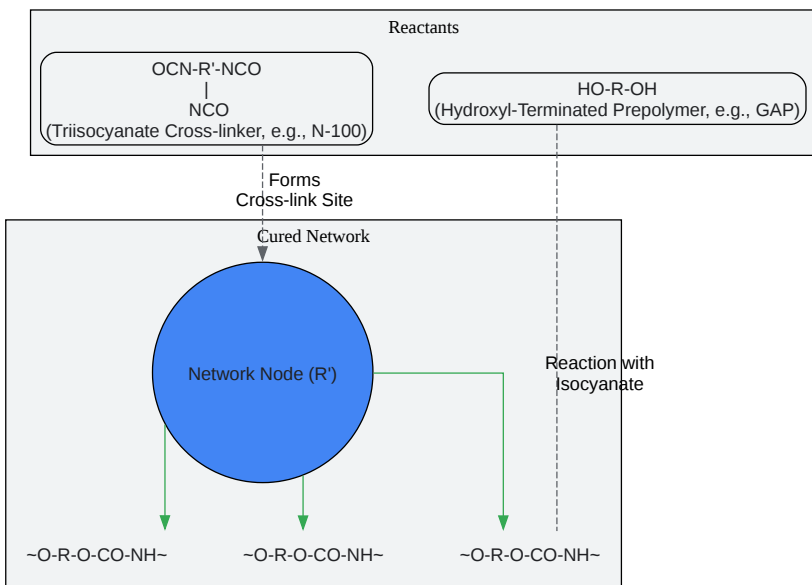 Reactants
OCN-R'-NCO
|
NCO
(Triisocyanate Cross-linker, e.g., N-100)
HO-R-OH
(Hydroxyl-Terminated Prepolymer, e.g., GAP)
Forms
Cross-link Site
Cured Network
Network Node (R')
Reaction with
Isocyanate
~O-R-O-CO-NH~
~O-R-O-CO-NH~
~O-R-O-CO-NH~